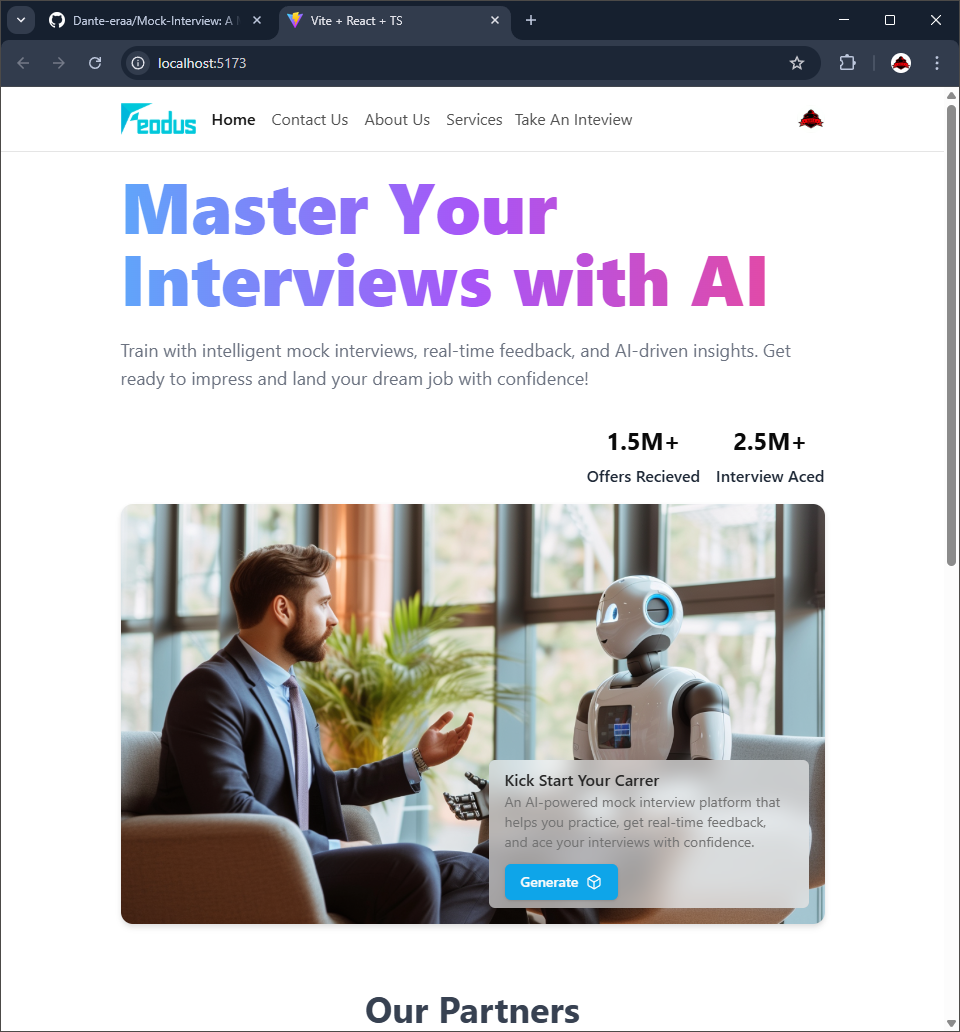 Dante-eraa/Mock-Interview: A
Vite + React + TS
localhost:5173
Feodus
Home
Contact Us
About Us
Services
Take An Inteview
Master Your
Interviews with AI
Train with intelligent mock interviews, real-time feedback, and AI-driven insights. Get
ready to impress and land your dream job with confidence!
1.5M+
2.5M+
Offers Recieved
Interview Aced
Kick Start Your Carrer
An AI-powered mock interview platform that
helps you practice, get real-time feedback,
and ace your interviews with confidence.
Generate
Our Partners